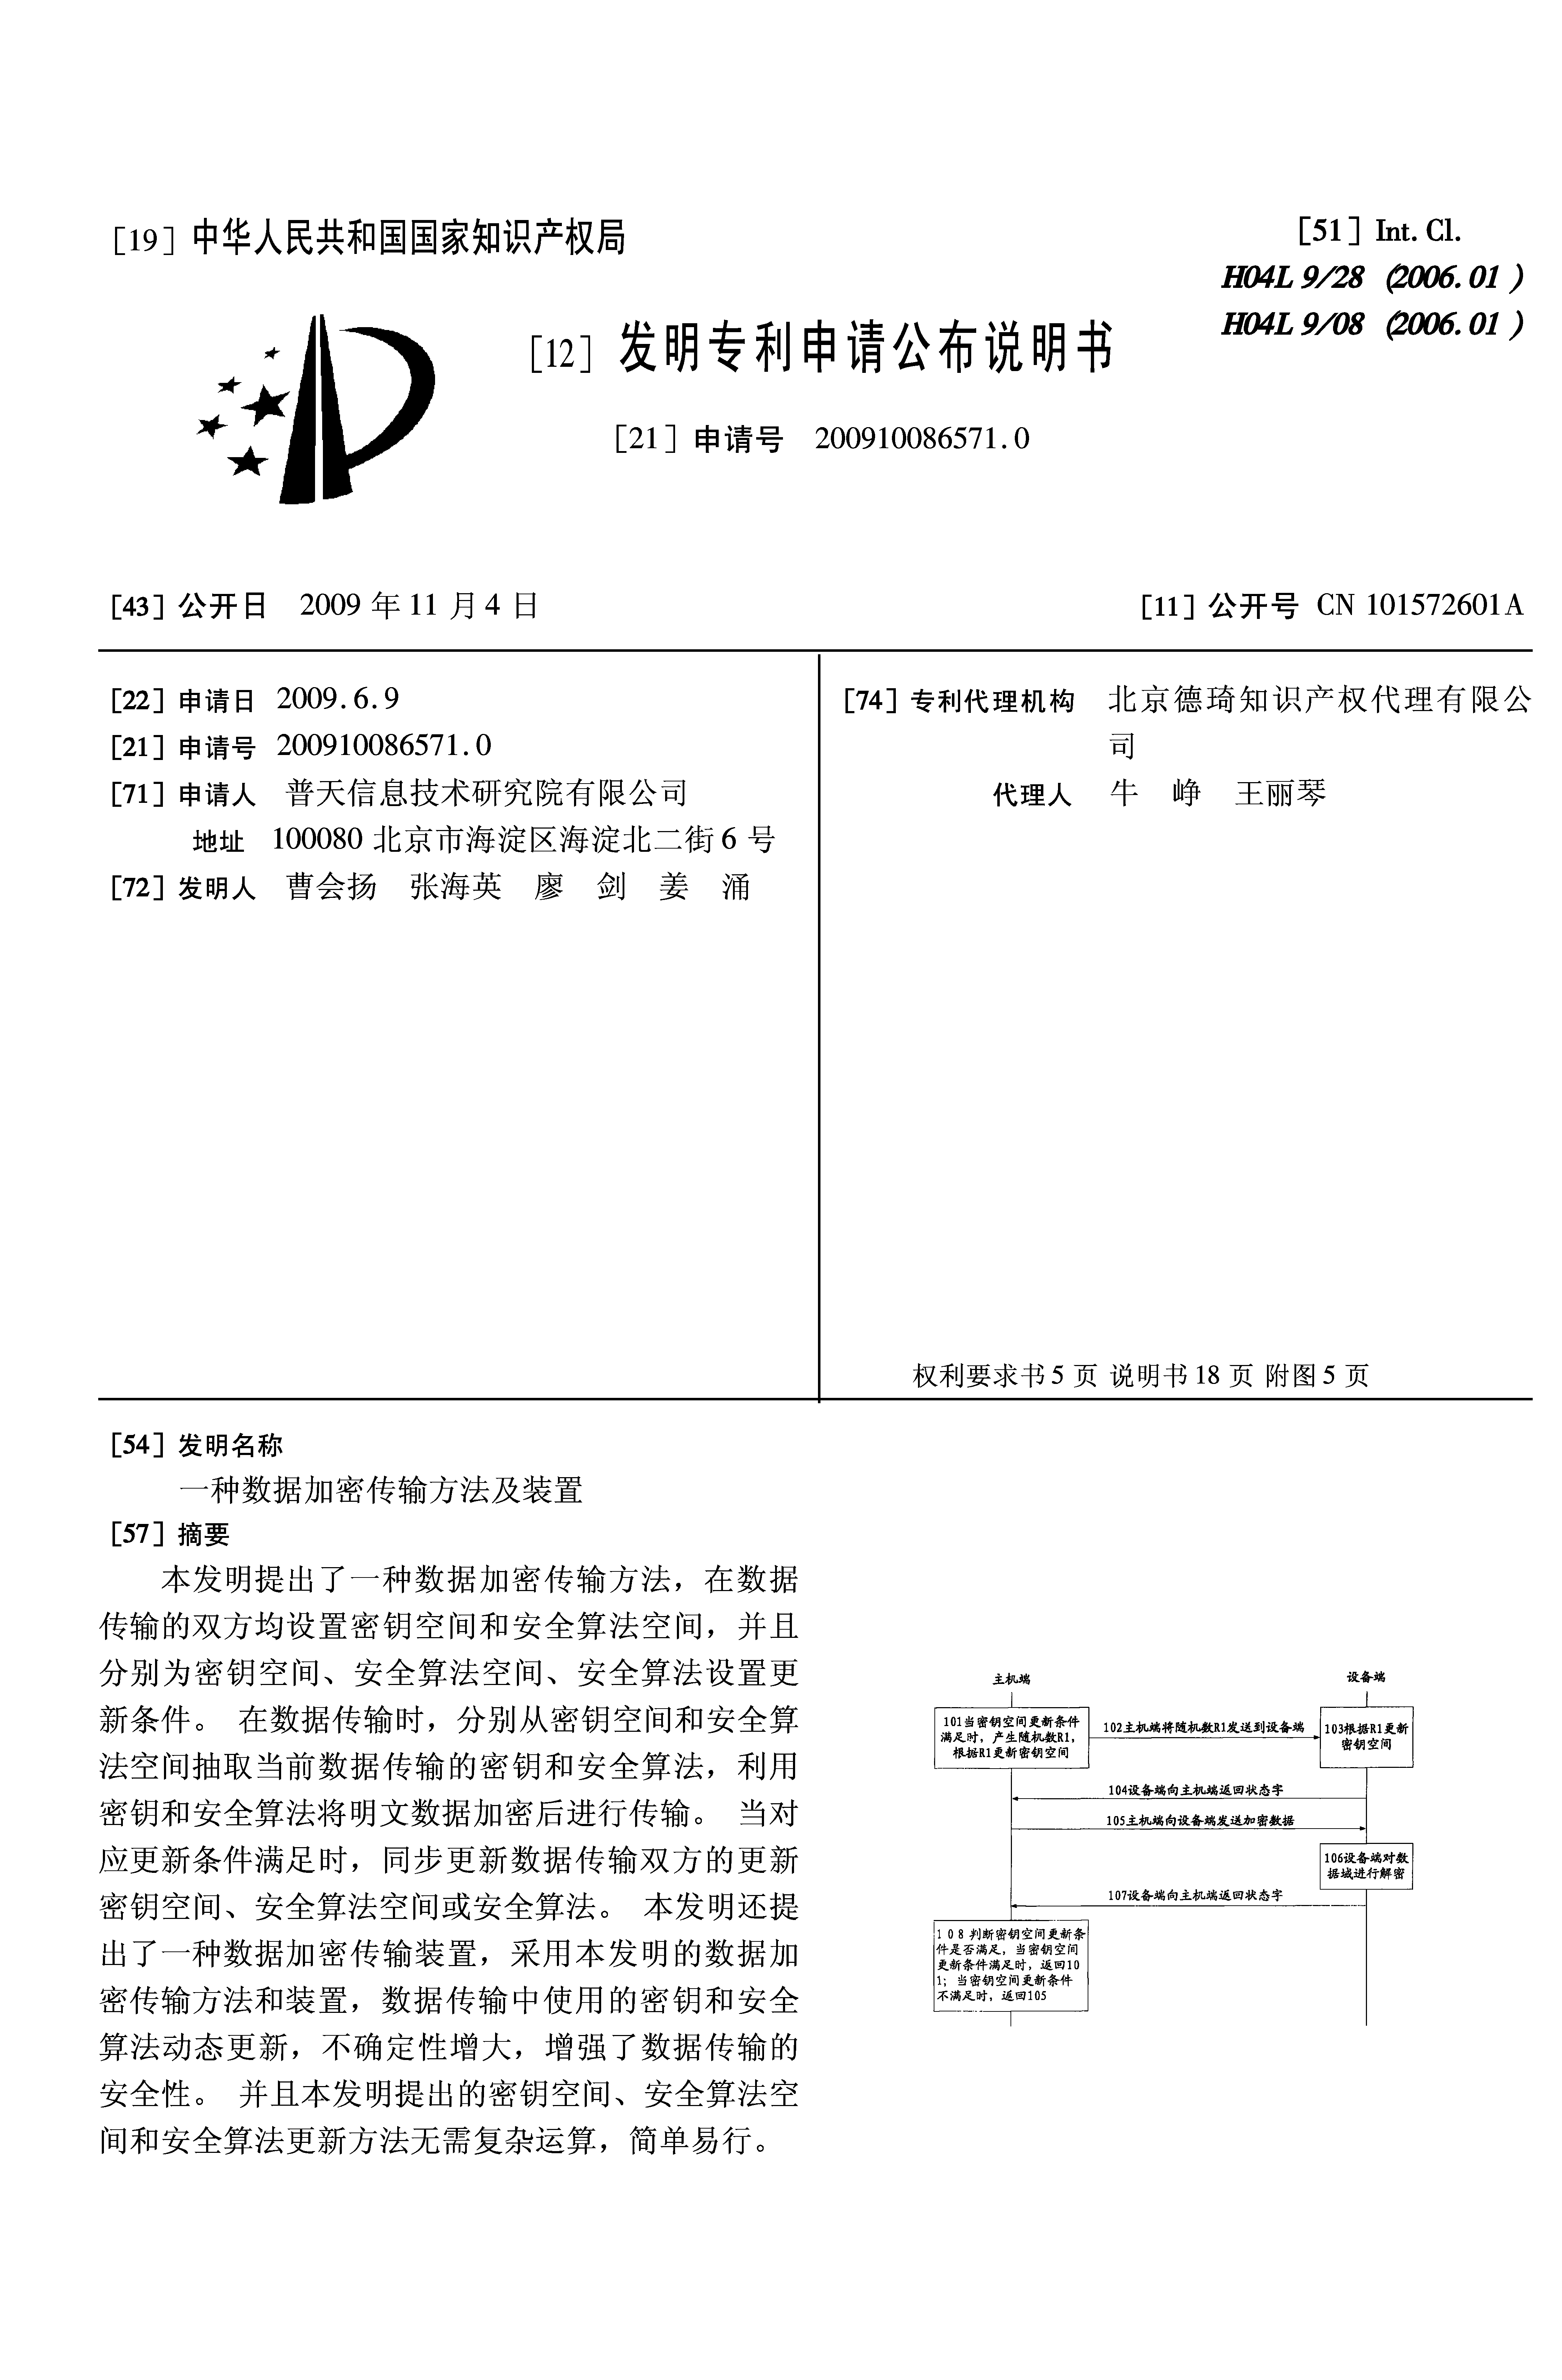 [19] 中华人民共和国国家知识产权局
[51] Int. Cl.
H04L 9/28 (2006.01)
H04L 9/08 (2006.01)
[12] 发明专利申请公布说明书
[21] 申请号 200910086571.0
[43] 公开日 2009 年 11 月 4 日
[11] 公开号 CN 101572601A
[22] 申请日 2009.6.9
[21] 申请号 200910086571.0
[71] 申请人 普天信息技术研究院有限公司
地址 100080 北京市海淀区海淀北二街 6 号
[72] 发明人 曹会扬 张海英 廖 剑 姜 涌
[74] 专利代理机构 北京德琦知识产权代理有限公
司
代理人 牛 峥 王丽琴
权利要求书 5 页 说明书 18 页 附图 5 页
[54] 发明名称
一种数据加密传输方法及装置
[57] 摘要
本发明提出了一种数据加密传输方法，在数据
传输的双方均设置密钥空间和安全算法空间，并且
分别为密钥空间、安全算法空间、安全算法设置更
新条件。 在数据传输时，分别从密钥空间和安全算
法空间抽取当前数据传输的密钥和安全算法，利用
密钥和安全算法将明文数据加密后进行传输。 当对
应更新条件满足时，同步更新数据传输双方的更新
密钥空间、安全算法空间或安全算法。 本发明还提
出了一种数据加密传输装置，采用本发明的数据加
密传输方法和装置，数据传输中使用的密钥和安全
算法动态更新，不确定性增大，增强了数据传输的
安全性。 并且本发明提出的密钥空间、安全算法空
间和安全算法更新方法无需复杂运算，简单易行。
主机端
设备端
101当密钥空间更新条件
满足时，产生随机数R1，
根据R1更新密钥空间
102主机端将随机数R1发送到设备端
103根据R1更新
密钥空间
104设备端向主机端返回状态字
105主机端向设备端发送加密数据
106设备端对数
据域进行解密
107设备端向主机端返回状态字
108 判断密钥空间更新条
件是否满足，当密钥空间
更新条件满足时，返回10
1；当密钥空间更新条件
不满足时，返回105